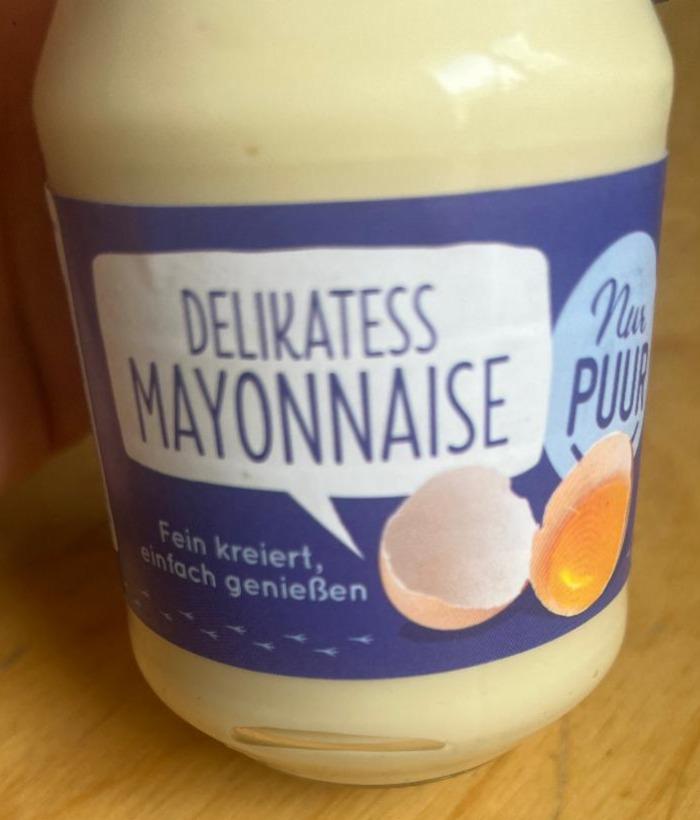 DELIKATESS
MAYONNAISE
Nur
PUUR
Fein kreiert,
einfach genießen